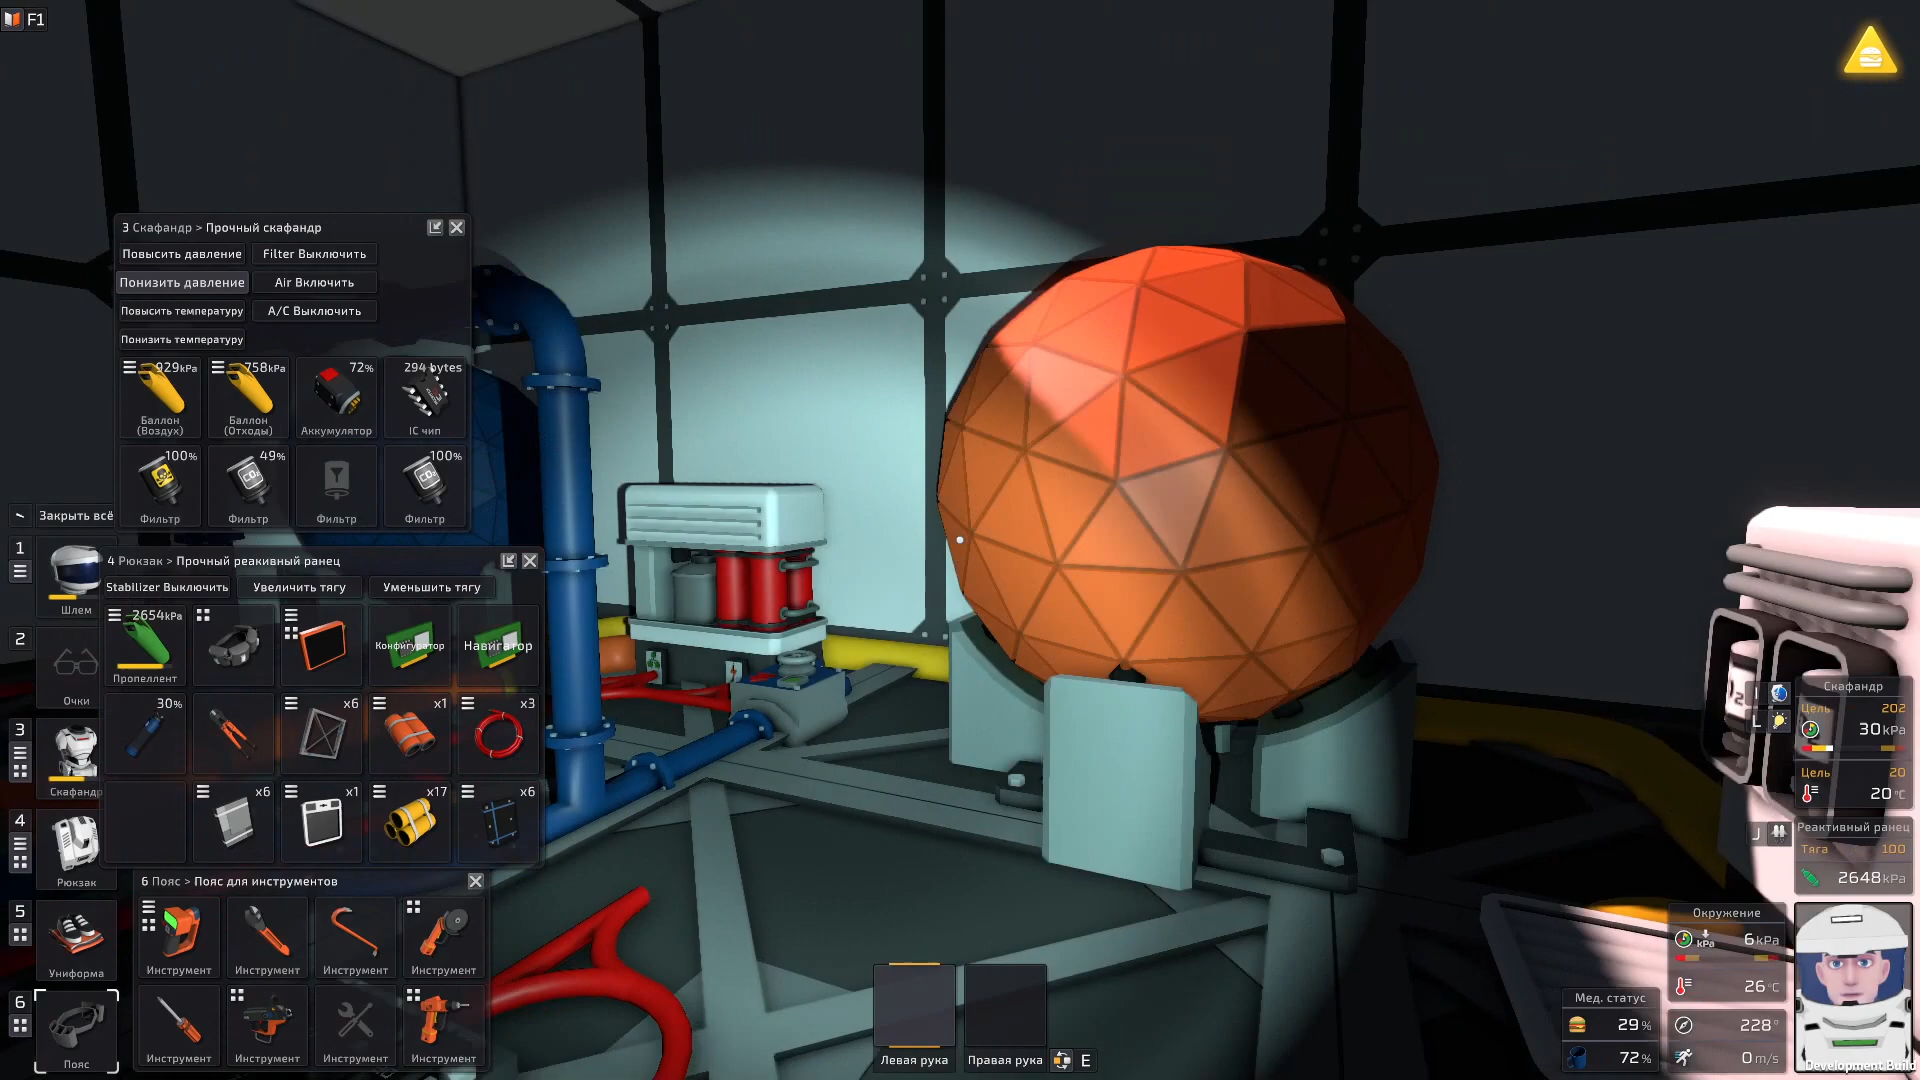 F1
3 Скафандр > Прочный скафандр
Повысить давление
Filter Выключить
Понизить давление
Air Включить
Повысить температуру
A/C Выключить
Понизить температуру
929kPa
758kPa
72%
294 bytes
Баллон (Воздух)
Баллон (Отходы)
Аккумулятор
IC чип
100%
49%
100%
Фильтр
Фильтр
Фильтр
Фильтр
Закрыть всё
1
Шлем
2
Очки
3
Скафандр
4
Рюкзак
5
Униформа
6
Пояс
4 Рюкзак > Прочный реакивный ранец
Stabilizer Выключить
Увеличить тягу
Уменьшить тягу
2654kPa
Пропеллент
Конфигуратор
Навигатор
30%
x6
x1
x3
x6
x1
x17
x6
6 Пояс > Пояс для инструментов
Инструмент
Инструмент
Инструмент
Инструмент
Инструмент
Инструмент
Инструмент
Инструмент
Левая рука
Правая рука
E
Скафандр
Цель 202
30kPa
Цель 20
20°C
L
J
Реактивный ранец
Тяга 100
2648kPa
Окружение
kPa
6kPa
26°C
Мед. статус
29%
72%
228°
0m/s
Development Build